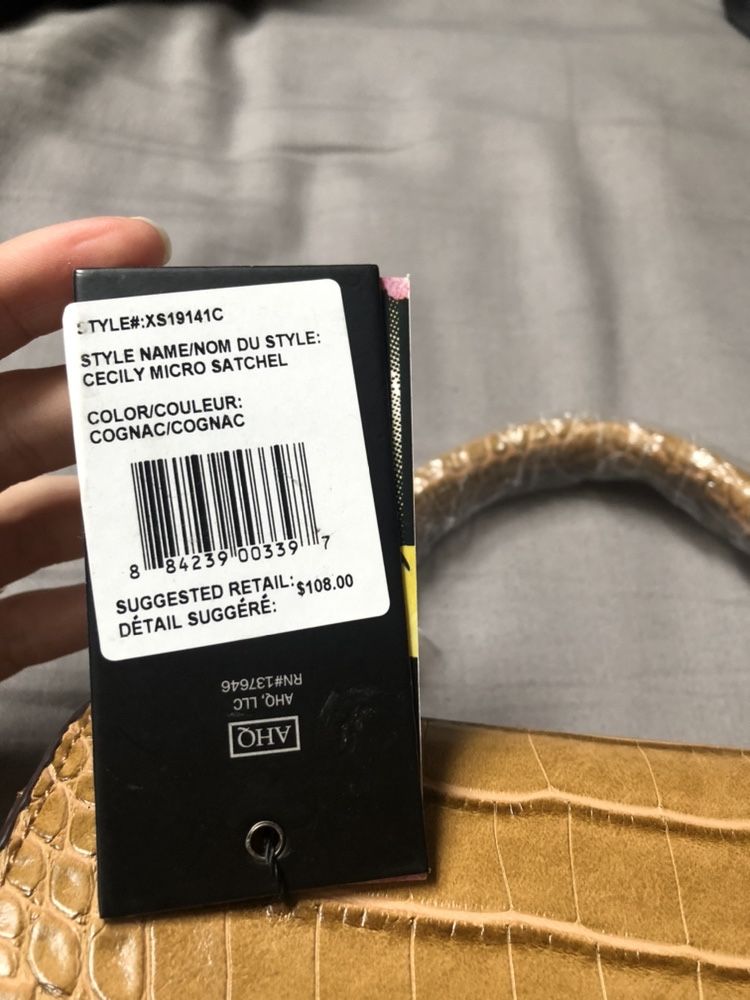 STYLE#:XS19141C
STYLE NAME/NOM DU STYLE:
CECILY MICRO SATCHEL
COLOR/COULEUR:
COGNAC/COGNAC
8 84239 00339 7
SUGGESTED RETAIL: $108.00
DÉTAIL SUGGÉRÉ:
AHQ
AHQ, LLC
RN#137646